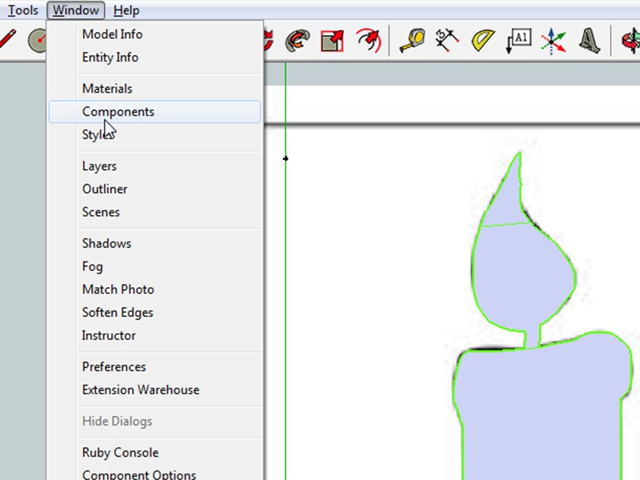 Tools Window Help
Model Info
Entity Info
Materials
Components
Styles
Layers
Outliner
Scenes
Shadows
Fog
Match Photo
Soften Edges
Instructor
Preferences
Extension Warehouse
Hide Dialogs
Ruby Console
Component Options
A1